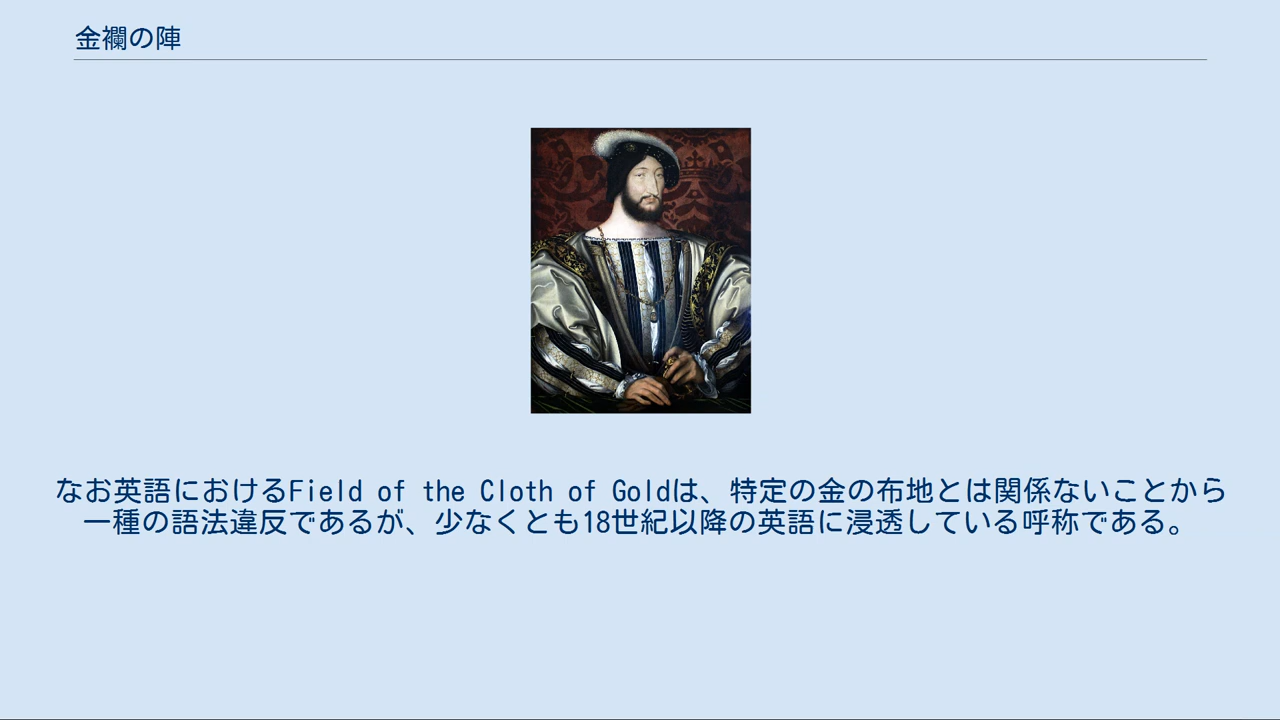 金襴の陣
なお英語におけるField of the Cloth of Goldは、特定の金の布地とは関係ないことから
一種の語法違反であるが、少なくとも18世紀以降の英語に浸透している呼称である。